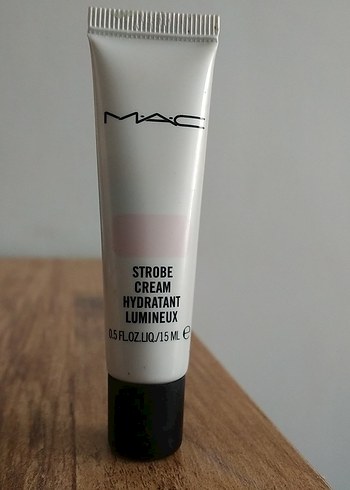 M·A·C
STROBE
CREAM
HYDRATANT
LUMINEUX
0.5 FL.OZ.LIQ./15 ML ℮